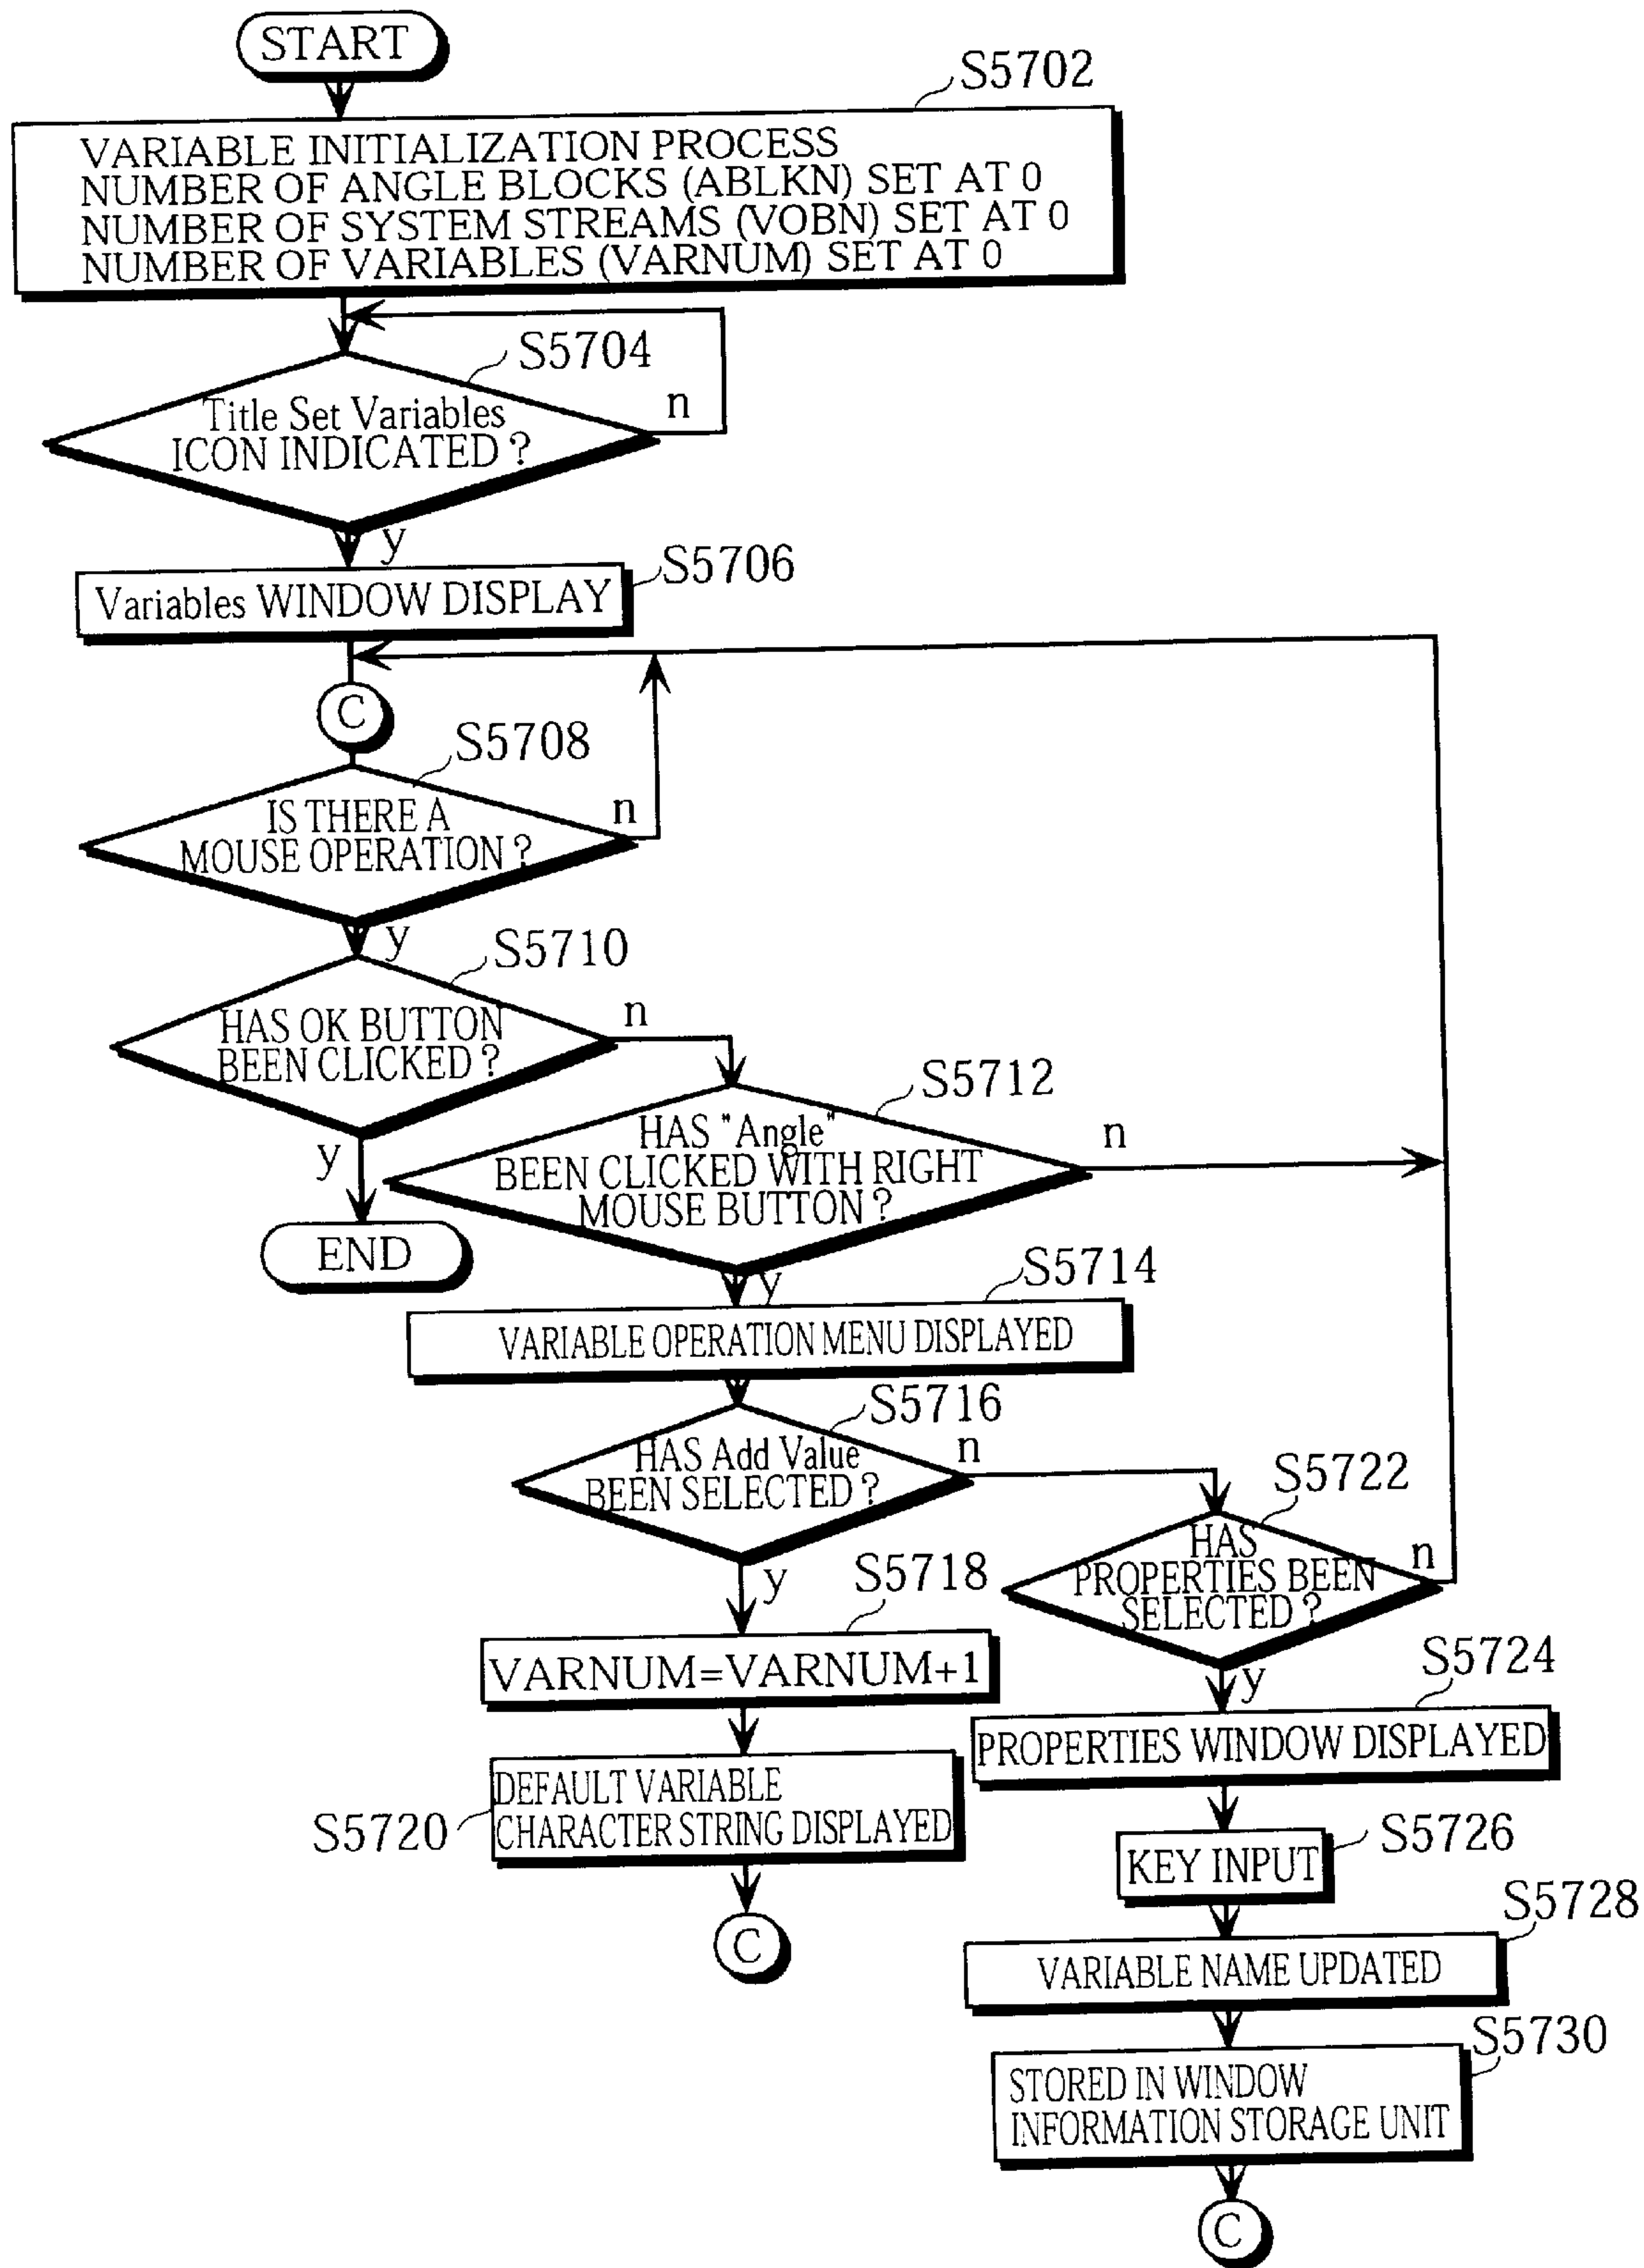 START
S5702
VARIABLE INITIALIZATION PROCESS
NUMBER OF ANGLE BLOCKS (ABLKN) SET AT 0
NUMBER OF SYSTEM STREAMS (VOBN) SET AT 0
NUMBER OF VARIABLES (VARNUM) SET AT 0
S5704
Title Set Variables
ICON INDICATED ?
n
y
S5706
Variables WINDOW DISPLAY
C
S5708
IS THERE A
MOUSE OPERATION ?
n
y
S5710
HAS OK BUTTON
BEEN CLICKED ?
n
y
END
S5712
HAS "Angle"
BEEN CLICKED WITH RIGHT
MOUSE BUTTON ?
n
y
S5714
VARIABLE OPERATION MENU DISPLAYED
S5716
HAS Add Value
BEEN SELECTED ?
n
y
S5718
VARNUM=VARNUM+1
S5720
DEFAULT VARIABLE
CHARACTER STRING DISPLAYED
C
S5722
HAS
PROPERTIES BEEN
SELECTED ?
n
y
S5724
PROPERTIES WINDOW DISPLAYED
S5726
KEY INPUT
S5728
VARIABLE NAME UPDATED
S5730
STORED IN WINDOW
INFORMATION STORAGE UNIT
C